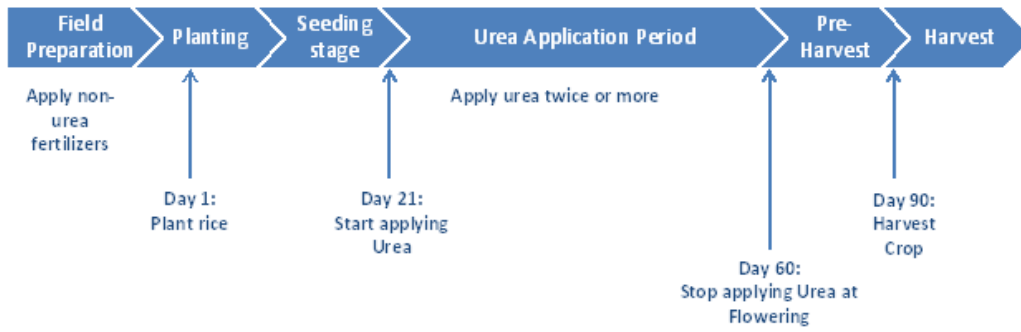 Field
Preparation
Planting
Seeding
stage
Urea Application Period
Pre-
Harvest
Harvest
Apply non-
urea
fertilizers
Apply urea twice or more
Day 1:
Plant rice
Day 21:
Start applying
Urea
Day 60:
Stop applying Urea at
Flowering
Day 90:
Harvest
Crop